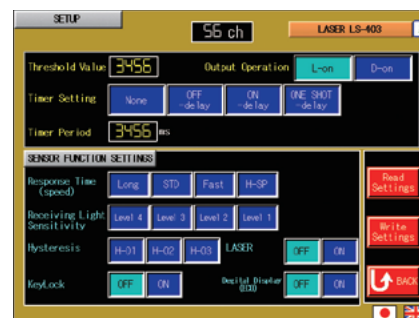 SETUP
56 ch
LASER LS-403
Threshold Value 3456 Output Operation L-on D-on
Timer Setting None OFF -delay ON -delay ONE SHOT -delay
Timer Period 3456 ms
SENSOR FUNCTION SETTINGS
Response Time (speed) Long STD Fast H-SP
Receiving Light Sensitivity Level 4 Level 3 Level 2 Level 1
Hysteresis H-01 H-02 H-03 LASER OFF ON
KeyLock OFF ON Degital Display (ECO) OFF ON
Read Settings
Write Settings
BACK